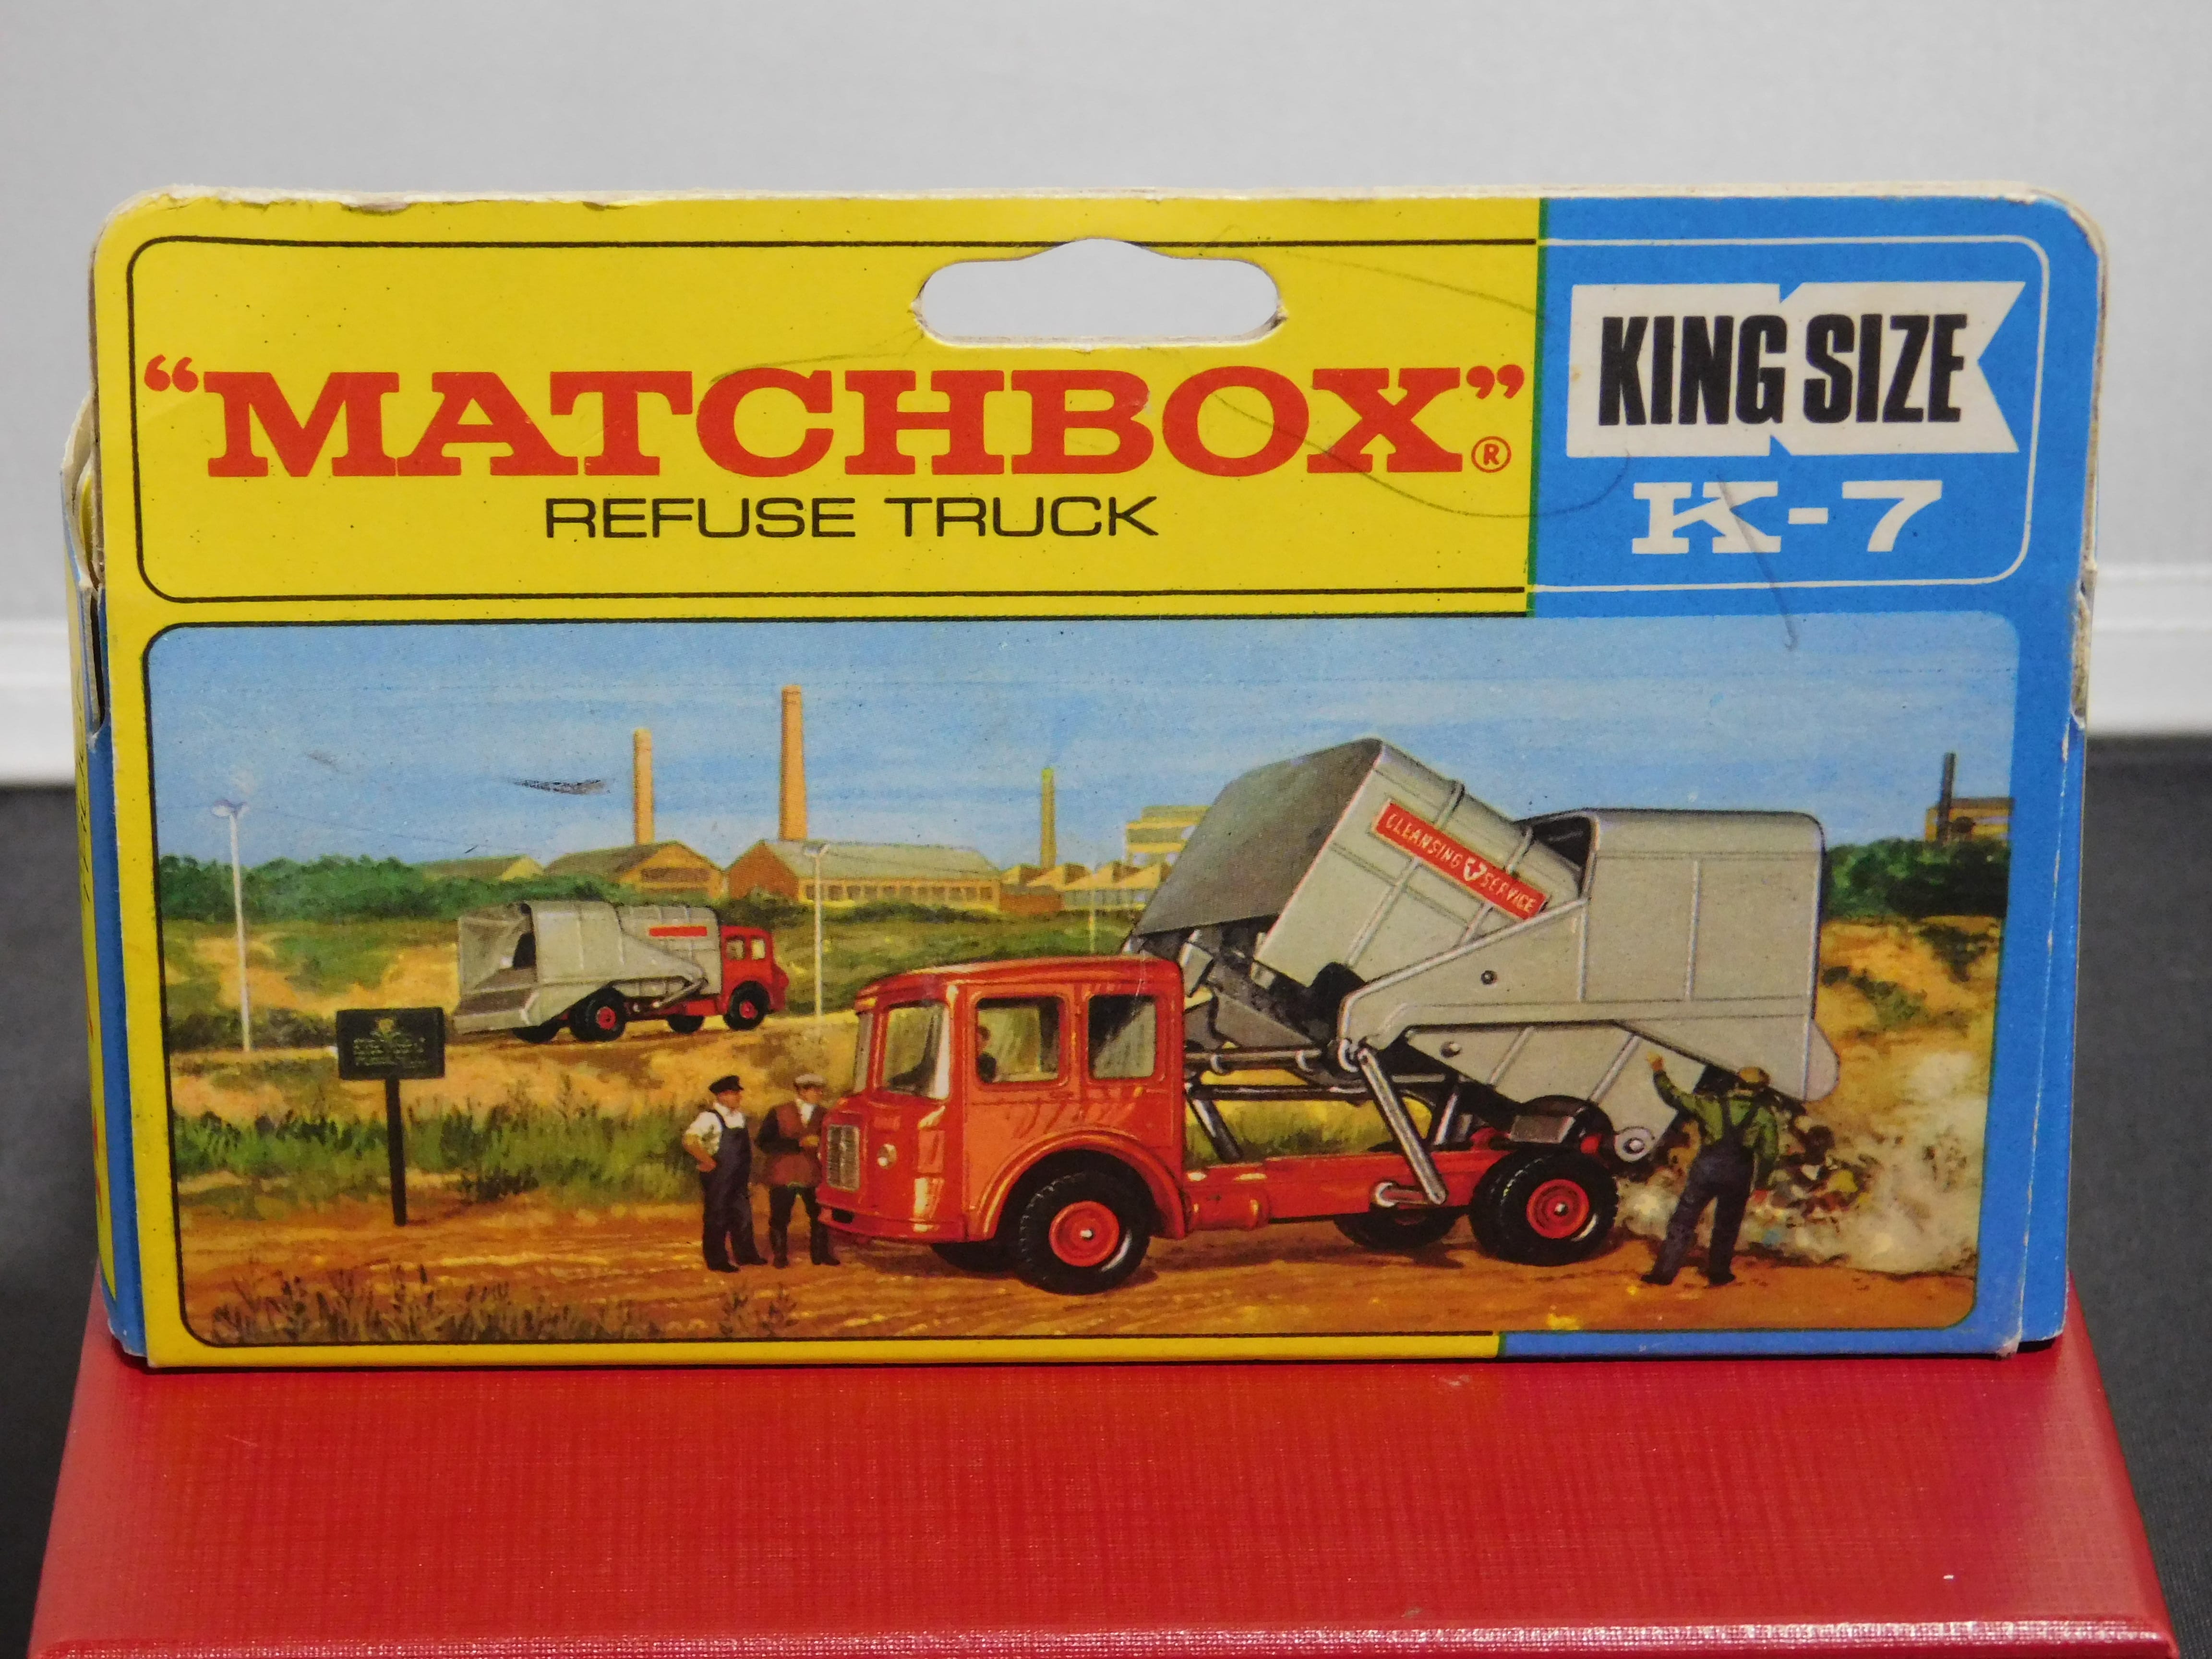 “MATCHBOX”®
REFUSE TRUCK
KING SIZE
K-7
CLEANSING SERVICE